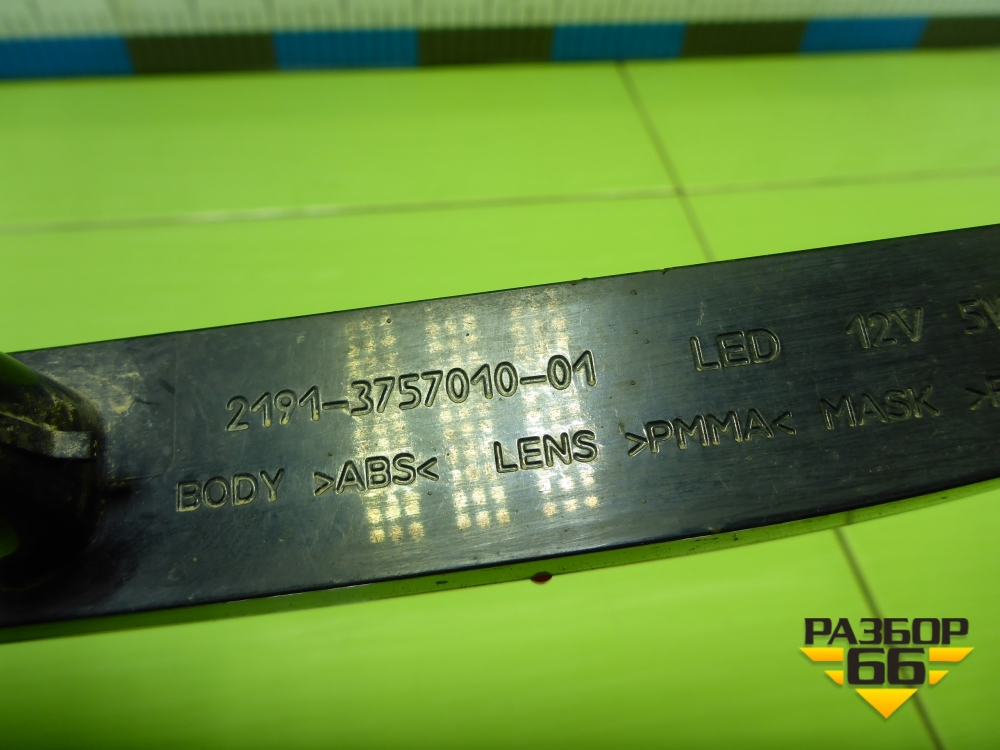 2191-3757010-01 LED 12V
BODY >ABS< LENS >PMMA< MASK
РАЗБОР
66